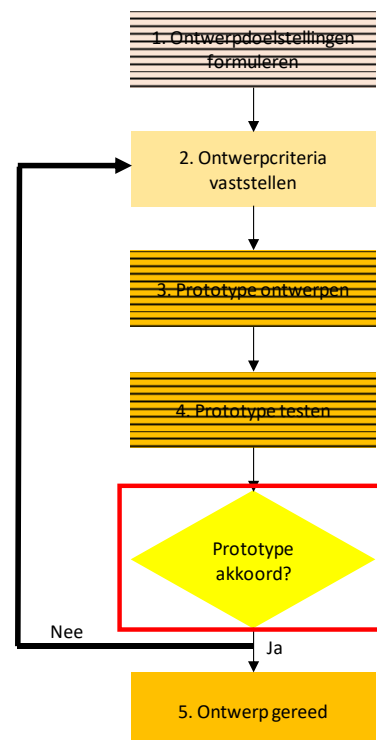 1. Ontwerpdoelstellingen
formuleren
2. Ontwerpcriteria
vaststellen
3. Prototype ontwerpen
4. Prototype testen
Prototype
akkoord?
Nee
Ja
5. Ontwerp gereed